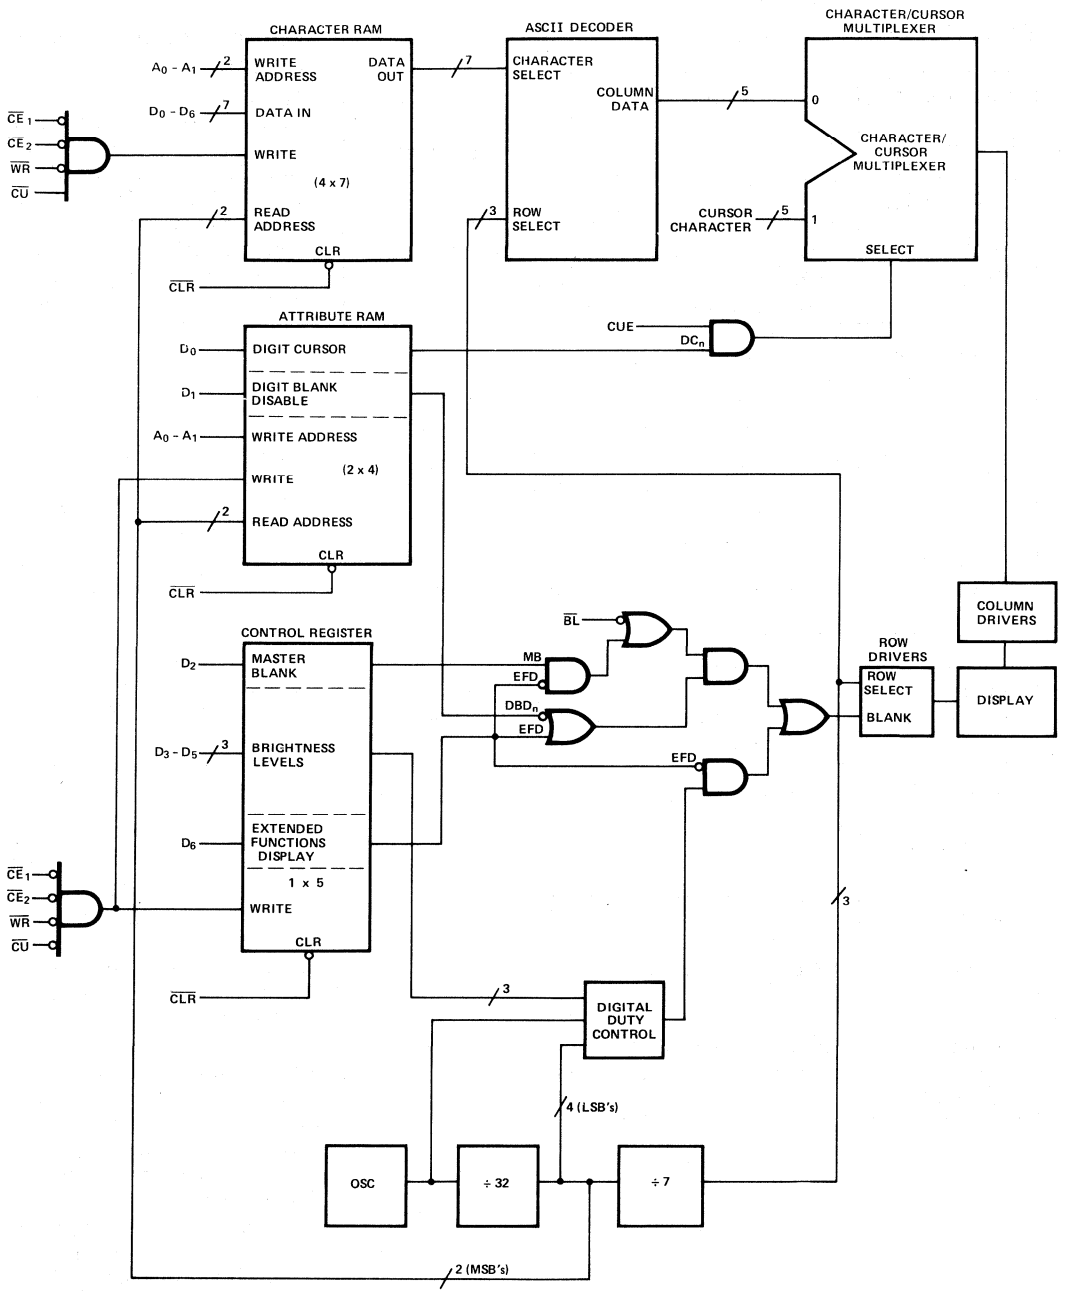 CHARACTER RAM
A0 - A1
2
WRITE
ADDRESS
DATA
OUT
7
D0 - D6
7
DATA IN
CE1
CE2
WR
CU
WRITE
(4 x 7)
2
READ
ADDRESS
CLR
CLR
ASCII DECODER
CHARACTER
SELECT
COLUMN
DATA
5
3
ROW
SELECT
CHARACTER/CURSOR
MULTIPLEXER
0
CHARACTER/
CURSOR
MULTIPLEXER
CURSOR
CHARACTER
5
1
SELECT
ATTRIBUTE RAM
D0
DIGIT CURSOR
CUE
DCn
D1
DIGIT BLANK
DISABLE
A0 - A1
WRITE ADDRESS
(2 x 4)
WRITE
2
READ ADDRESS
CLR
CLR
CONTROL REGISTER
D2
MASTER
BLANK
MB
EFD
BL
DBDn
EFD
EFD
D3 - D5
3
BRIGHTNESS
LEVELS
D6
EXTENDED
FUNCTIONS
DISPLAY
1 x 5
CE1
CE2
WR
CU
WRITE
CLR
CLR
COLUMN
DRIVERS
ROW
DRIVERS
ROW
SELECT
BLANK
DISPLAY
3
3
DIGITAL
DUTY
CONTROL
4 (LSB's)
OSC
÷ 32
÷ 7
2 (MSB's)